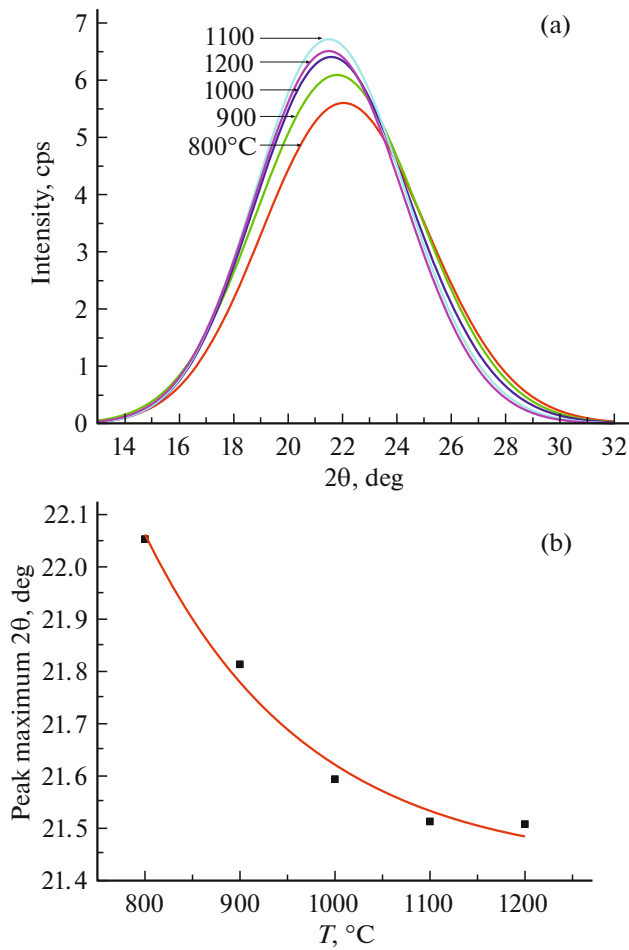 (a)
7
6
5
4
3
2
1
0
Intensity, cps
1100
1200
1000
900
800°C
14 16 18 20 22 24 26 28 30 32
2θ, deg
(b)
22.1
22.0
21.9
21.8
21.7
21.6
21.5
21.4
Peak maximum 2θ, deg
800 900 1000 1100 1200
T, °C